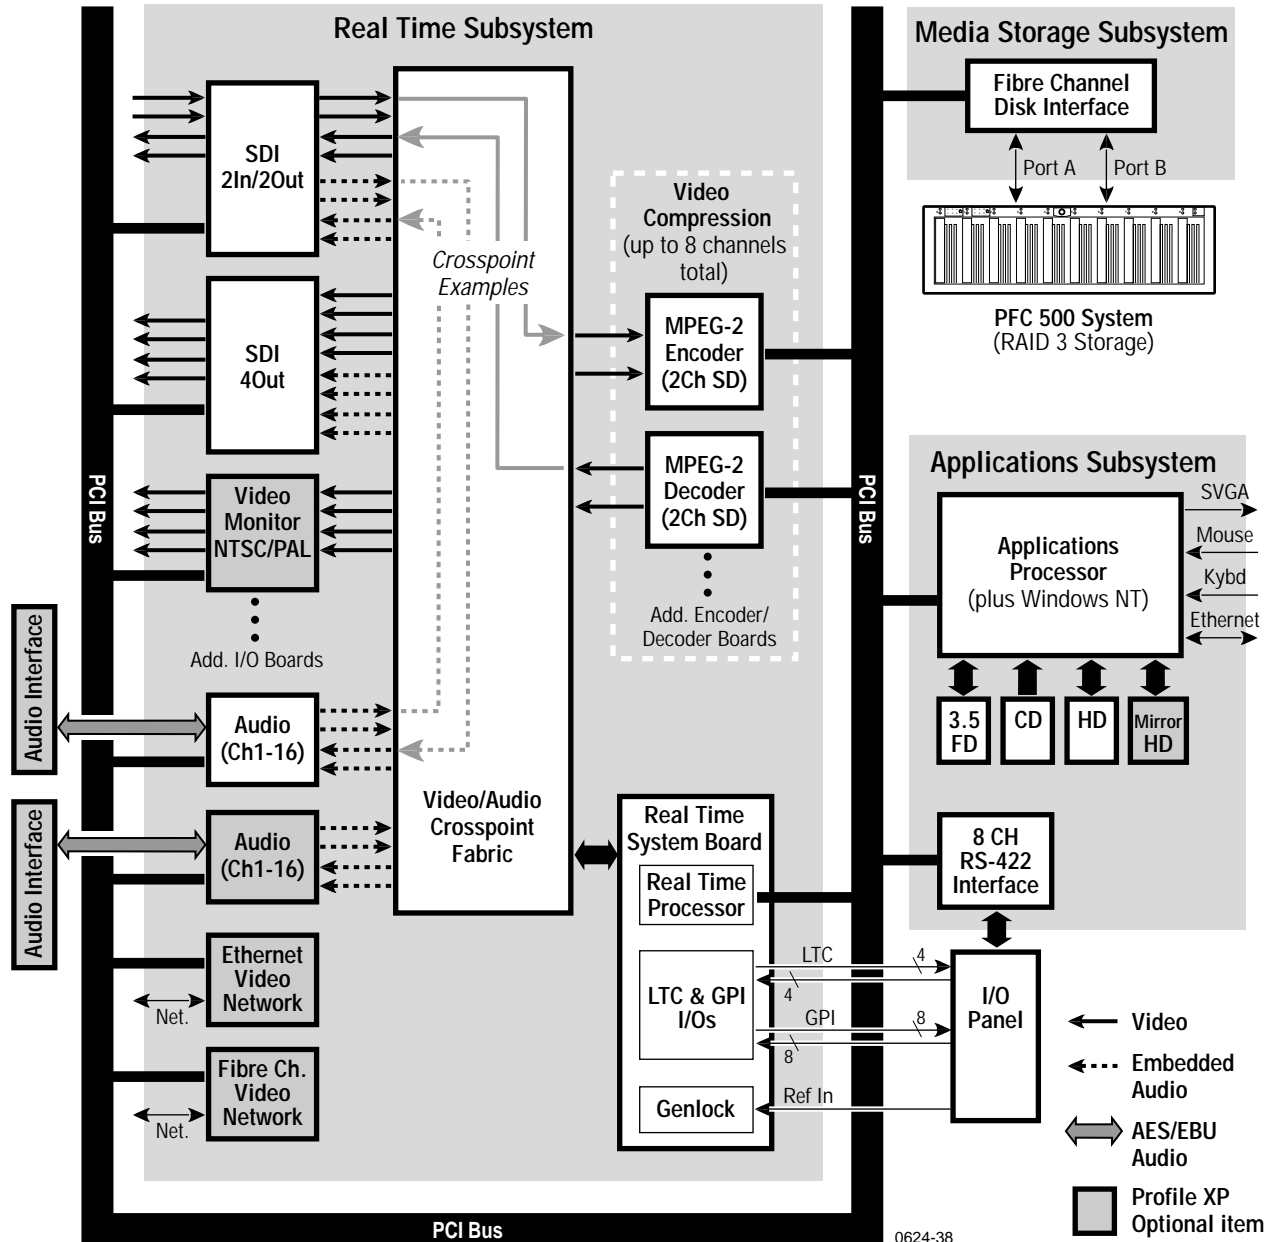 Real Time Subsystem
Media Storage Subsystem
Fibre Channel
Disk Interface
Port A
Port B
PFC 500 System
(RAID 3 Storage)
SDI
2In/2Out
Crosspoint
Examples
Video
Compression
(up to 8 channels
total)
MPEG-2
Encoder
(2Ch SD)
SDI
4Out
MPEG-2
Decoder
(2Ch SD)
Add. Encoder/
Decoder Boards
PCI Bus
Video
Monitor
NTSC/PAL
Add. I/O Boards
PCI Bus
Applications Subsystem
Applications
Processor
(plus Windows NT)
SVGA
Mouse
Kybd
Ethernet
3.5
FD
CD
HD
Mirror
HD
Audio Interface
Audio
(Ch1-16)
Audio Interface
Audio
(Ch1-16)
Video/Audio
Crosspoint
Fabric
Real Time
System Board
Real Time
Processor
8 CH
RS-422
Interface
Ethernet
Video
Network
Net.
LTC & GPI
I/Os
LTC
4
4
GPI
8
8
I/O
Panel
Fibre Ch.
Video
Network
Net.
Genlock
Ref In
Video
Embedded
Audio
AES/EBU
Audio
Profile XP
Optional item
PCI Bus
0624-38